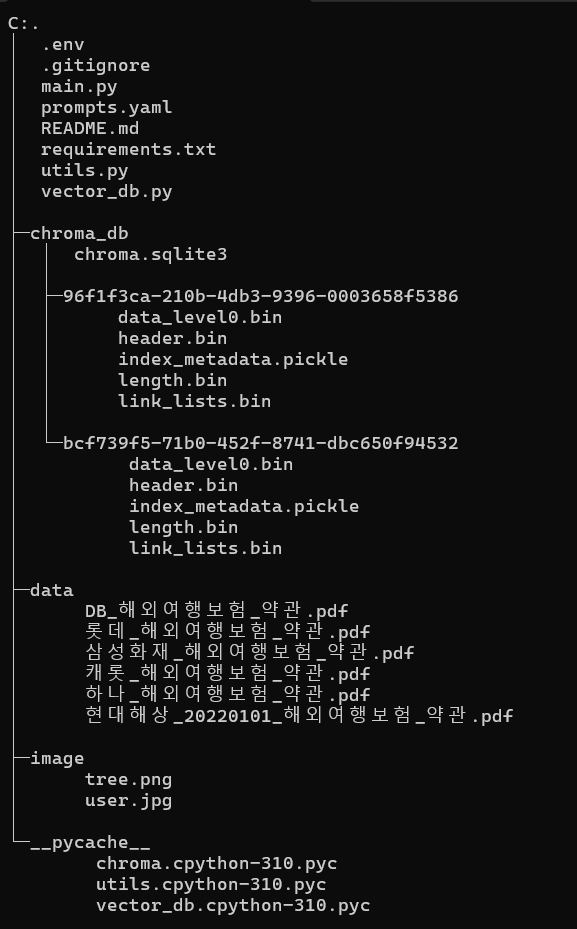 C:.
.env
.gitignore
main.py
prompts.yaml
README.md
requirements.txt
utils.py
vector_db.py
chroma_db
chroma.sqlite3
96f1f3ca-210b-4db3-9396-0003658f5386
data_level0.bin
header.bin
index_metadata.pickle
length.bin
link_lists.bin
bcf739f5-71b0-452f-8741-dbc650f94532
data_level0.bin
header.bin
index_metadata.pickle
length.bin
link_lists.bin
data
DB_해외여행보험_약관.pdf
롯데_해외여행보험_약관.pdf
삼성화재_해외여행보험_약관.pdf
캐롯_해외여행보험_약관.pdf
하나_해외여행보험_약관.pdf
현대해상_20220101_해외여행보험_약관.pdf
image
tree.png
user.jpg
__pycache__
chroma.cpython-310.pyc
utils.cpython-310.pyc
vector_db.cpython-310.pyc